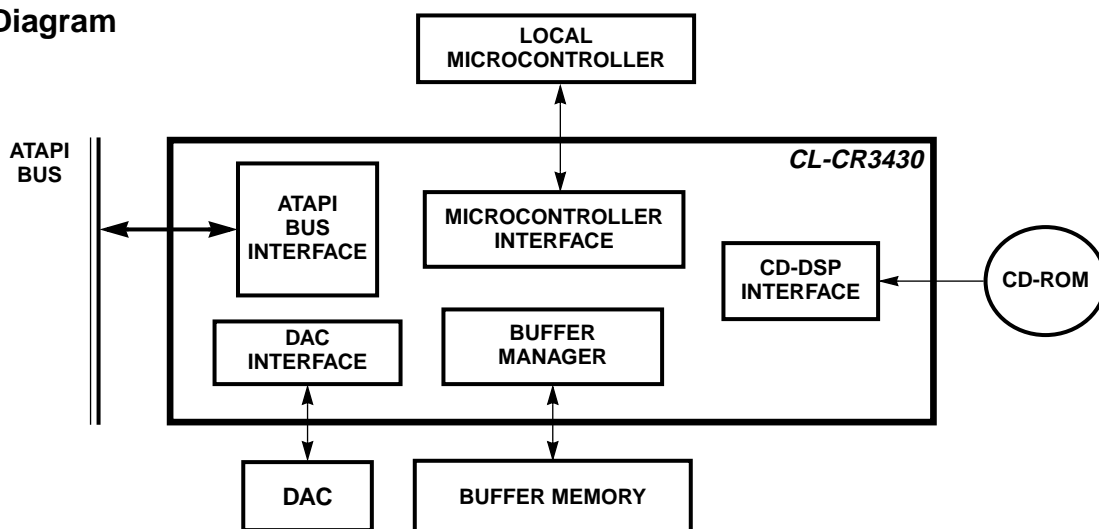 Diagram
LOCAL
MICROCONTROLLER
ATAPI
BUS
CL-CR3430
ATAPI
BUS
INTERFACE
MICROCONTROLLER
INTERFACE
CD-DSP
INTERFACE
CD-ROM
DAC
INTERFACE
BUFFER
MANAGER
DAC
BUFFER MEMORY